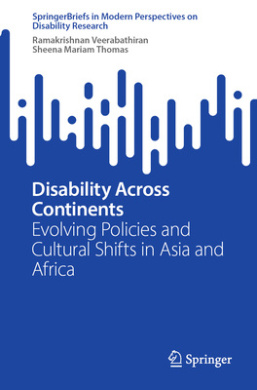 SpringerBriefs in Modern Perspectives on
Disability Research
Ramakrishnan Veerabathiran
Sheena Mariam Thomas
Disability Across
Continents
Evolving Policies and
Cultural Shifts in Asia and
Africa
Springer